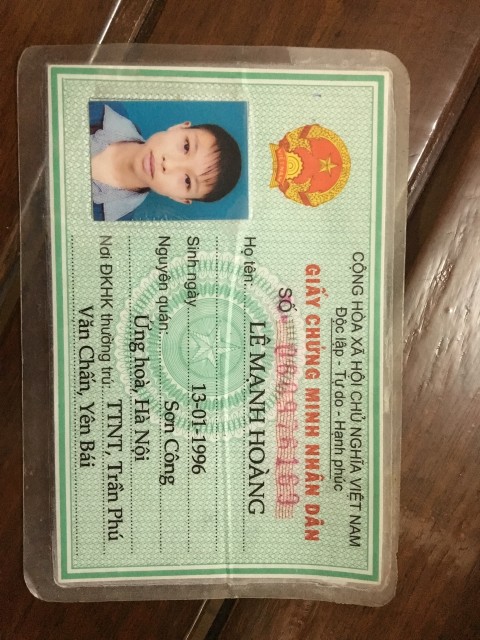 CỘNG HÒA XÃ HỘI CHỦ NGHĨA VIỆT NAM
Độc lập - Tự do - Hạnh phúc
GIẤY CHỨNG MINH NHÂN DÂN
SỐ
Họ tên: LÊ MẠNH HOÀNG
Sinh ngày 13-01-1996
Nguyên quán: Sơn Công
Ứng hoà, Hà Nội
Nơi ĐKHK thường trú: TTNT, Trần Phú
Văn Chấn, Yên Bái